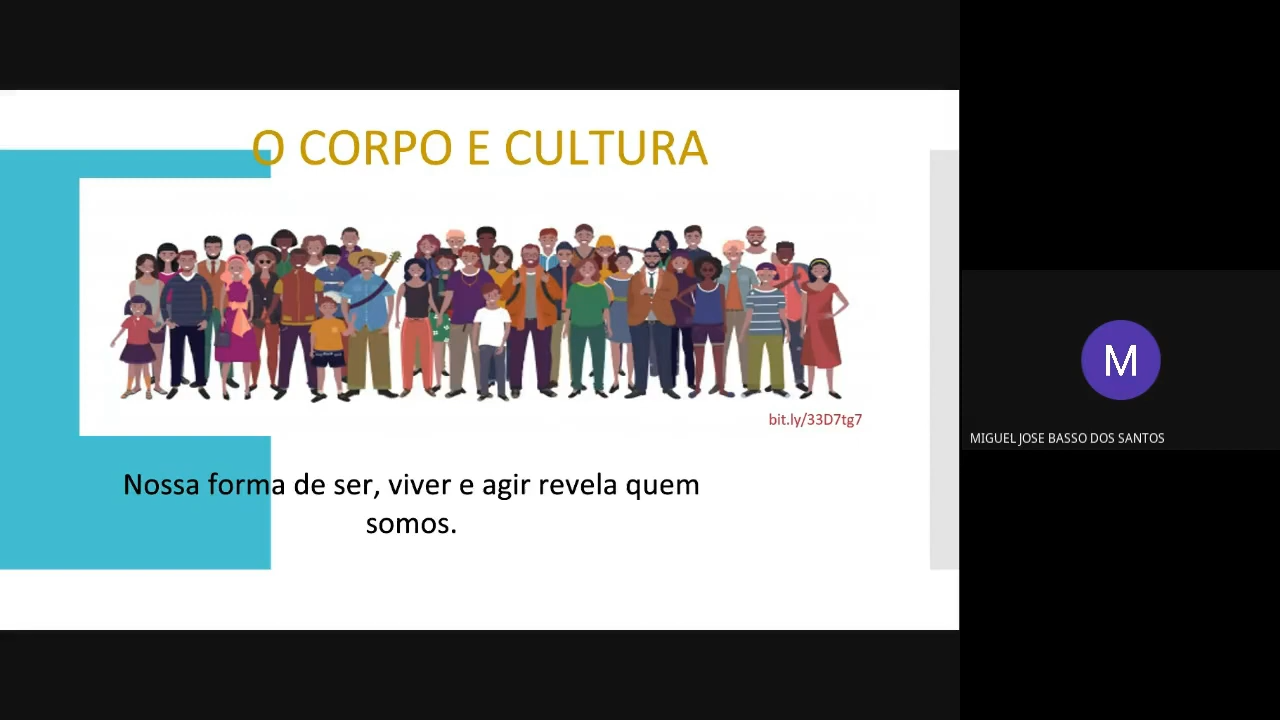 O CORPO E CULTURA
bit.ly/33D7tg7
Nossa forma de ser, viver e agir revela quem
somos.
M
MIGUEL JOSE BASSO DOS SANTOS